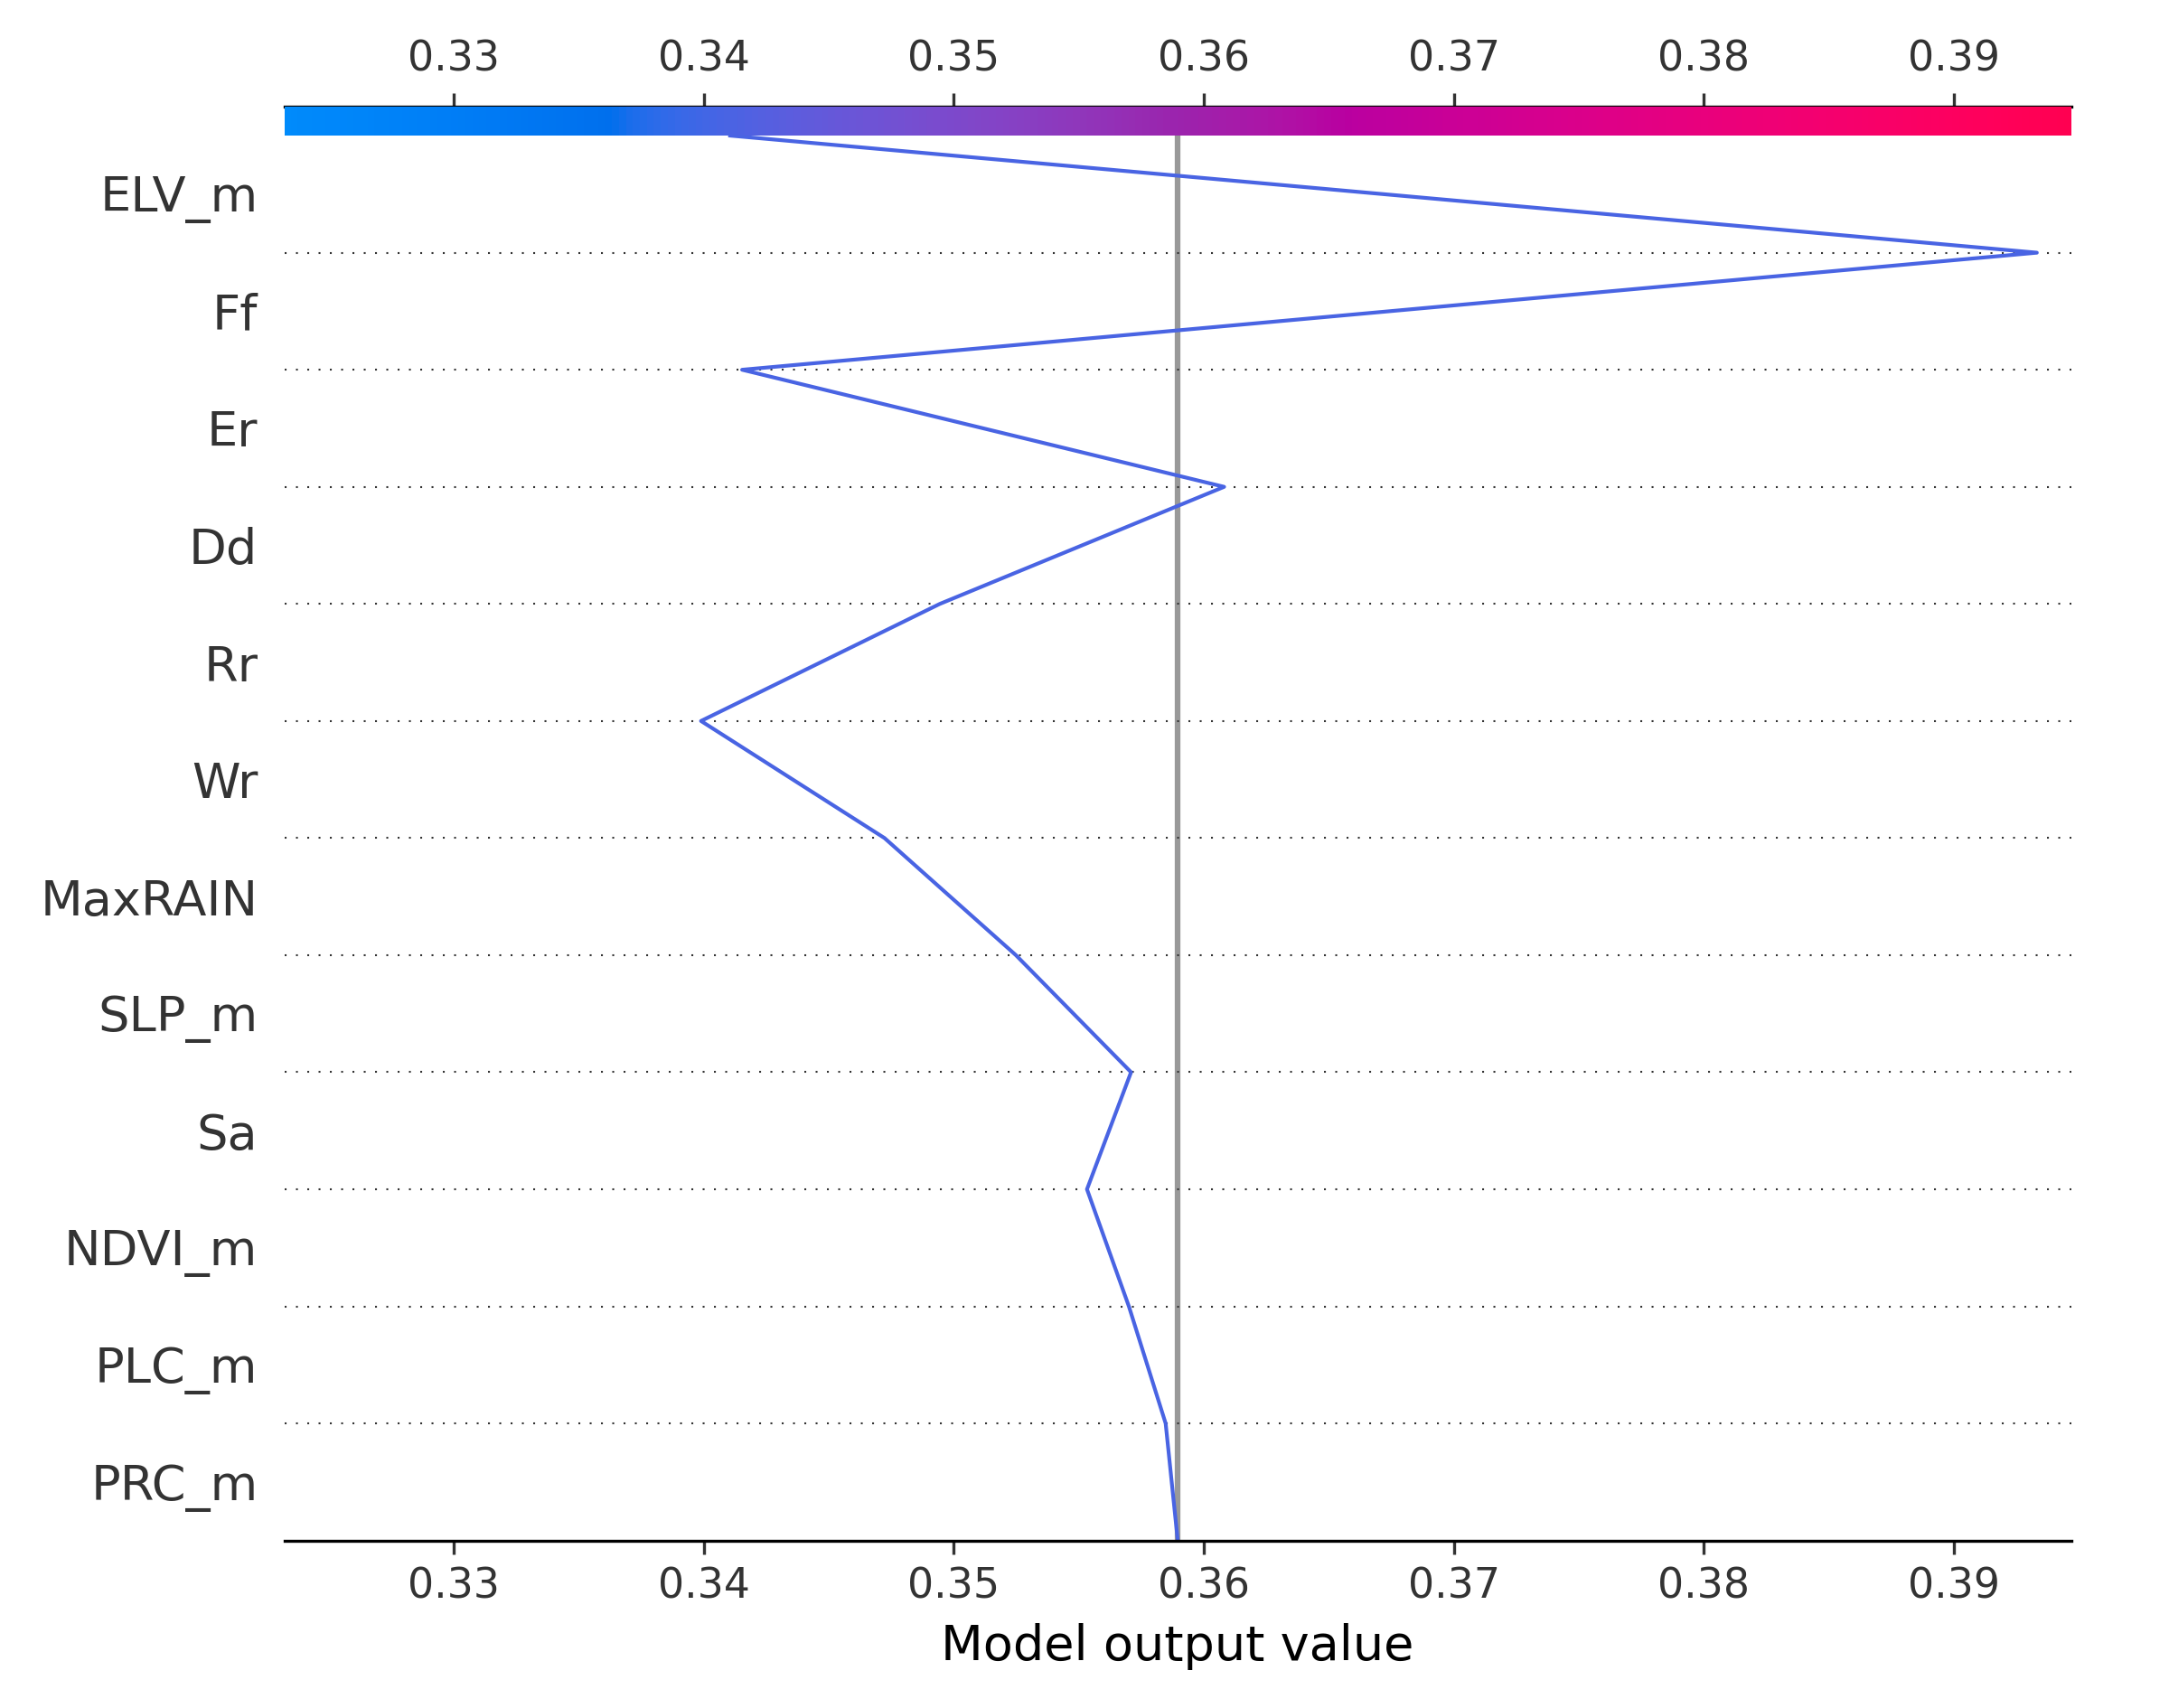 0.33 0.34 0.35 0.36 0.37 0.38 0.39
ELV_m
Ff
Er
Dd
Rr
Wr
MaxRAIN
SLP_m
Sa
NDVI_m
PLC_m
PRC_m
0.33 0.34 0.35 0.36 0.37 0.38 0.39
Model output value